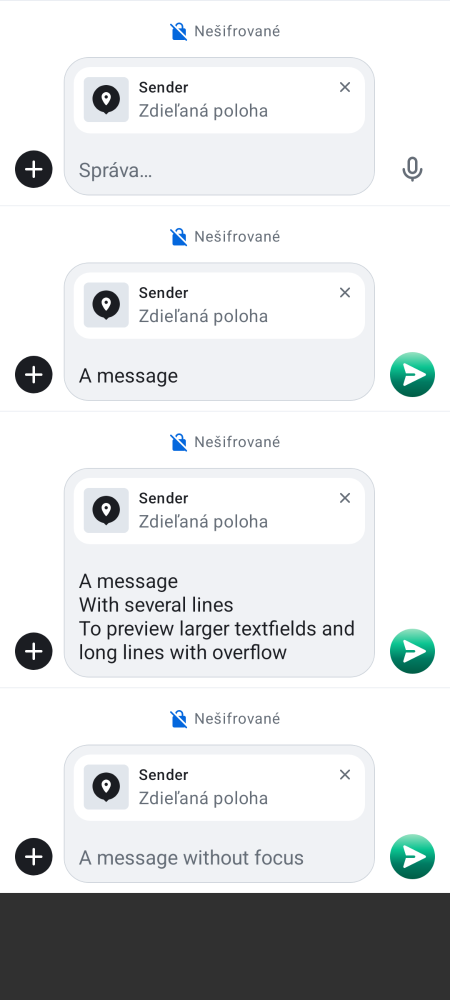 Nešifrované
Sender
Zdieľaná poloha
Správa…
Nešifrované
Sender
Zdieľaná poloha
A message
Nešifrované
Sender
Zdieľaná poloha
A message
With several lines
To preview larger textfields and
long lines with overflow
Nešifrované
Sender
Zdieľaná poloha
A message without focus